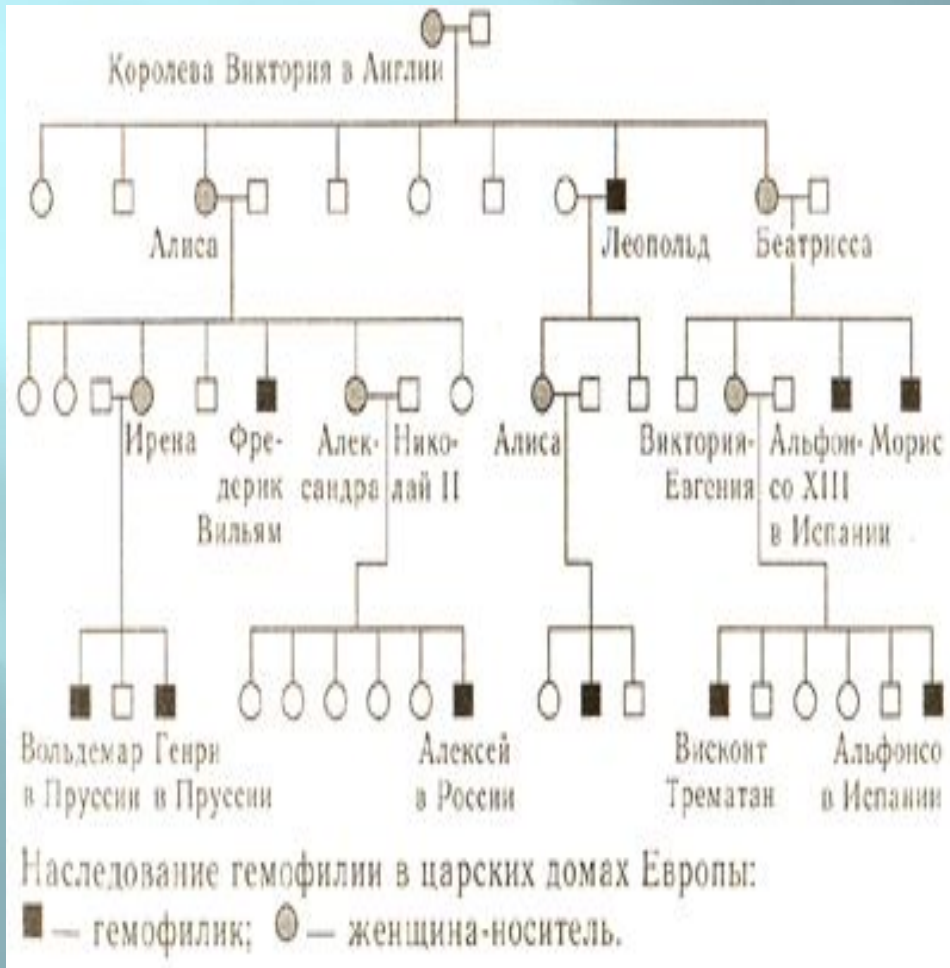 Королева Виктория в Англии
Алиса
Леопольд
Беатрисса
Ирена
Фре-
дерик
Вильям
Алек-
сандра
Нико-
лай II
Алиса
Виктория-
Евгения
Альфон-
со XIII
в Испании
Морис
Вольдемар
в Пруссии
Генри
в Пруссии
Алексей
в России
Висконт
Трематан
Альфонсо
в Испании
Наследование гемофилии в царских домах Европы:
— гемофилик; — женщина-носитель.